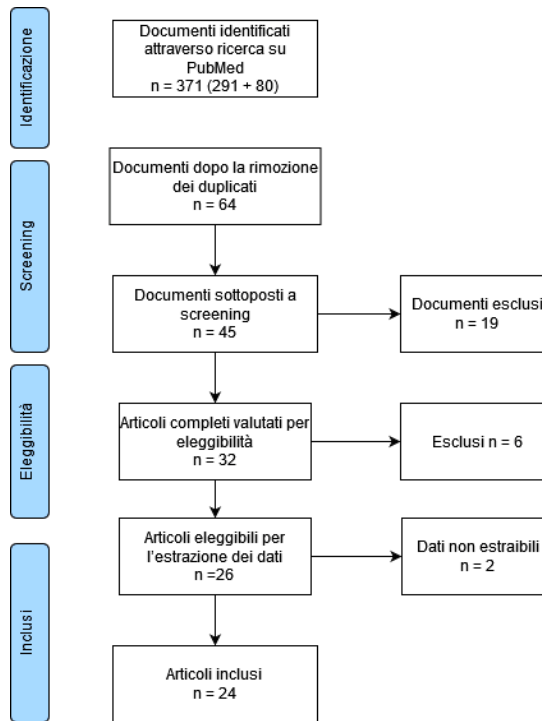 Identificazione
Documenti identificati
attraverso ricerca su
PubMed
n = 371 (291 + 80)
Screening
Documenti dopo la rimozione
dei duplicati
n = 64
Documenti sottoposti a
screening
n = 45
Documenti esclusi
n = 19
Eleggibilità
Articoli completi valutati per
eleggibilità
n = 32
Esclusi n = 6
Articoli eleggibili per
l'estrazione dei dati
n =26
Dati non estraibili
n = 2
Inclusi
Articoli inclusi
n = 24